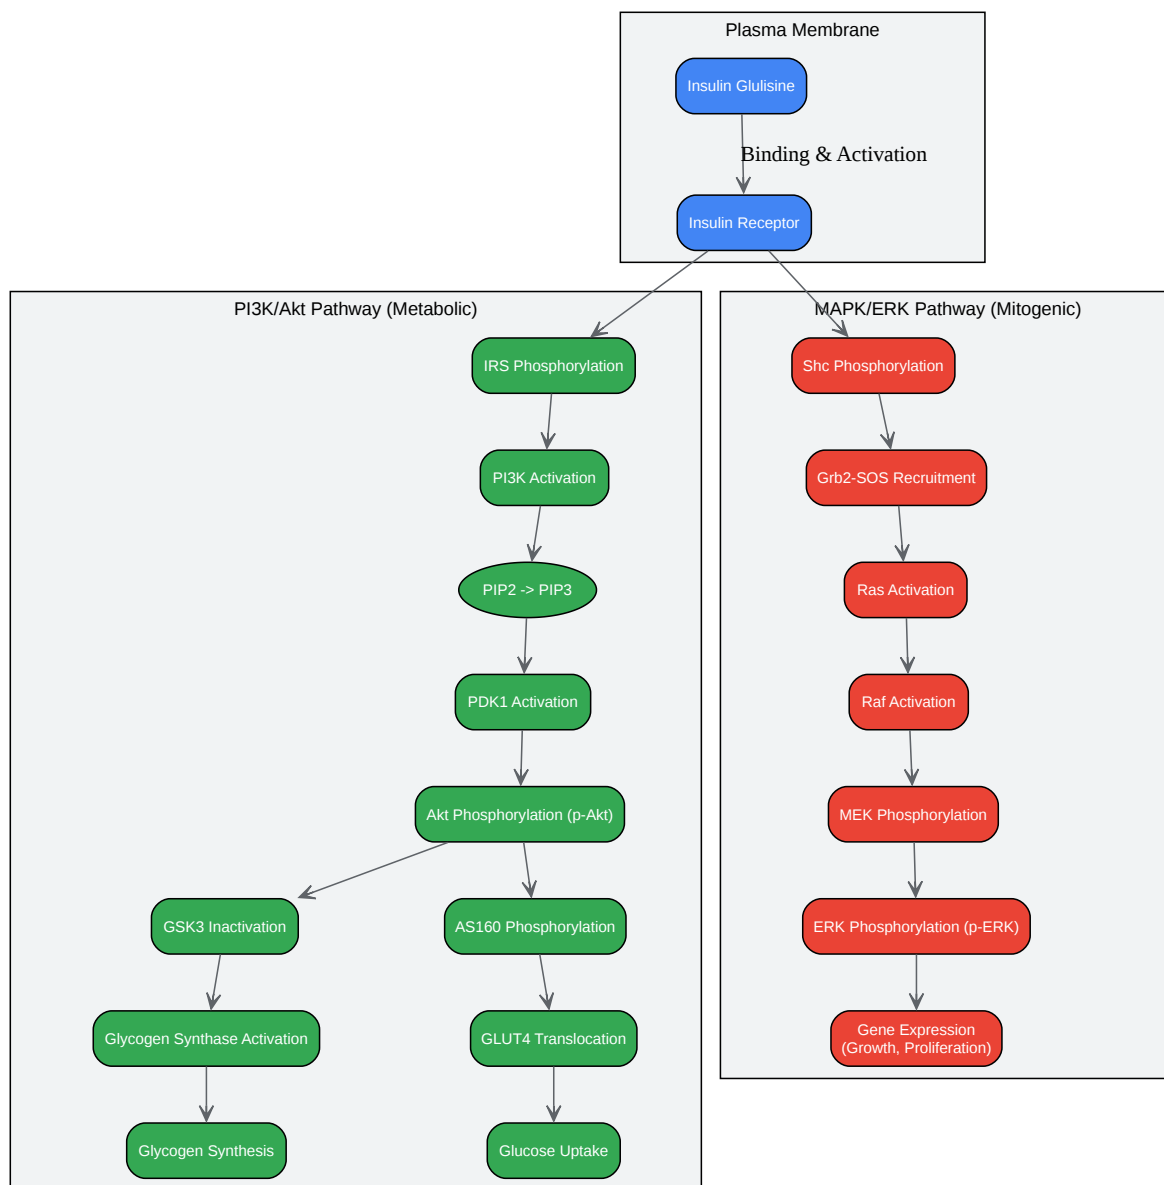 Plasma Membrane
Insulin Glulisine
Binding & Activation
Insulin Receptor
PI3K/Akt Pathway (Metabolic)
IRS Phosphorylation
PI3K Activation
PIP2 -> PIP3
PDK1 Activation
Akt Phosphorylation (p-Akt)
GSK3 Inactivation
AS160 Phosphorylation
Glycogen Synthase Activation
GLUT4 Translocation
Glycogen Synthesis
Glucose Uptake
MAPK/ERK Pathway (Mitogenic)
Shc Phosphorylation
Grb2-SOS Recruitment
Ras Activation
Raf Activation
MEK Phosphorylation
ERK Phosphorylation (p-ERK)
Gene Expression
(Growth, Proliferation)